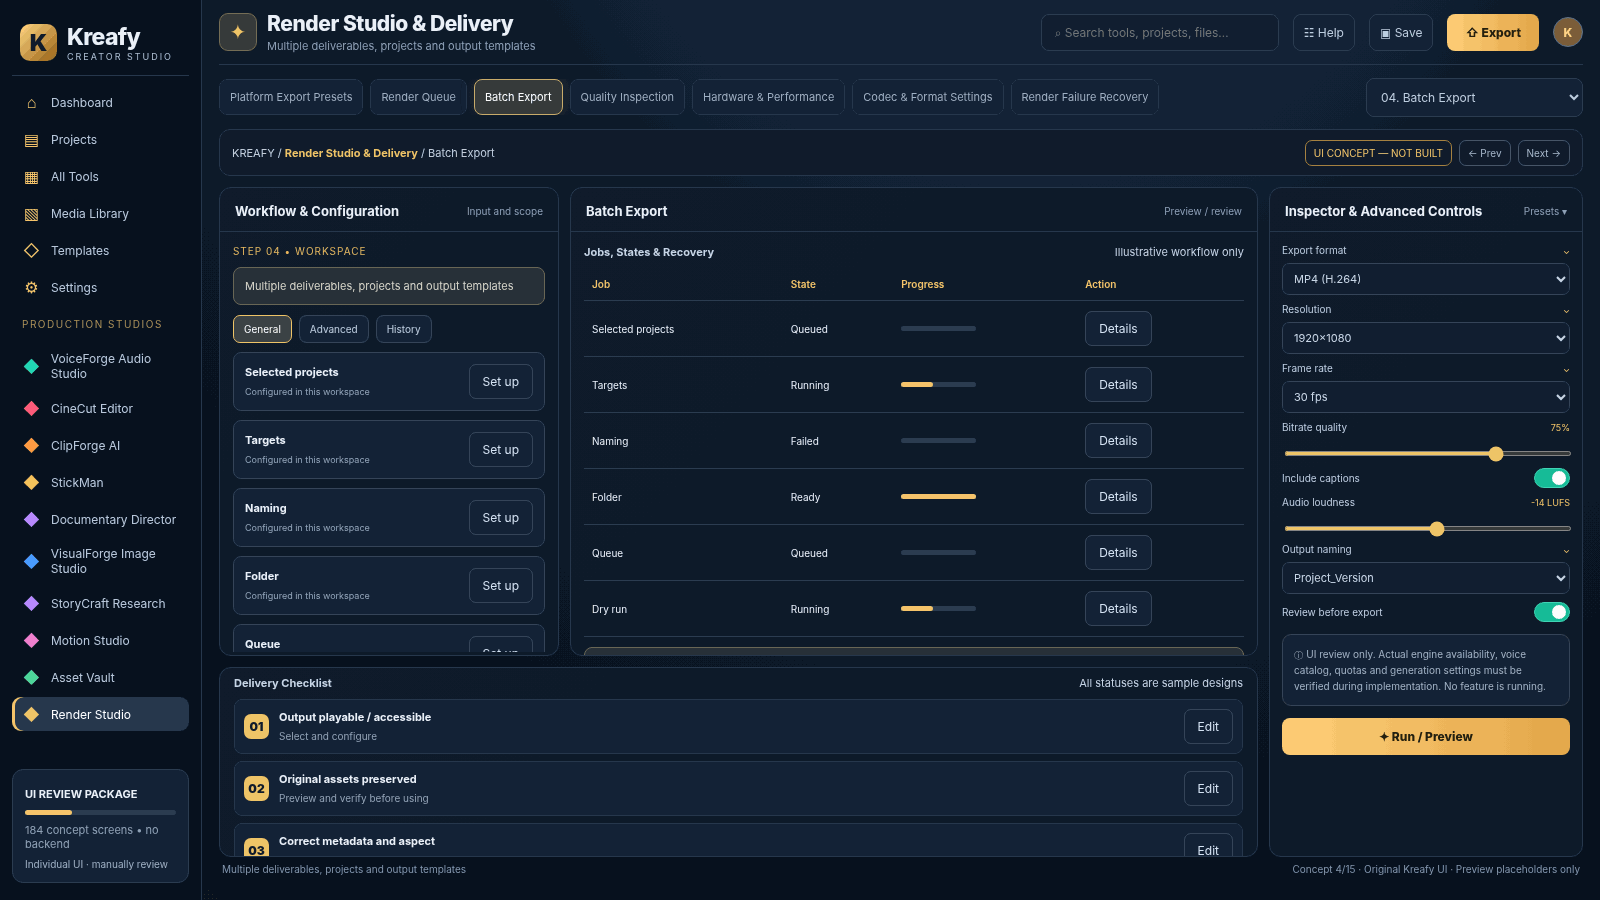 K
Kreafy
CREATOR STUDIO
Dashboard
Projects
All Tools
Media Library
Templates
Settings
PRODUCTION STUDIOS
VoiceForge Audio
Studio
CineCut Editor
ClipForge AI
StickMan
Documentary Director
VisualForge Image
Studio
StoryCraft Research
Motion Studio
Asset Vault
Render Studio
UI REVIEW PACKAGE
184 concept screens • no
backend
Individual UI · manually review
Render Studio & Delivery
Multiple deliverables, projects and output templates
Search tools, projects, files...
Help
Save
Export
K
Platform Export Presets
Render Queue
Batch Export
Quality Inspection
Hardware & Performance
Codec & Format Settings
Render Failure Recovery
04. Batch Export
KREAFY / Render Studio & Delivery / Batch Export
UI CONCEPT — NOT BUILT
← Prev
Next →
Workflow & Configuration
Input and scope
STEP 04 • WORKSPACE
Multiple deliverables, projects and output templates
General
Advanced
History
Selected projects
Configured in this workspace
Set up
Targets
Configured in this workspace
Set up
Naming
Configured in this workspace
Set up
Folder
Configured in this workspace
Set up
Queue
Set up
Batch Export
Preview / review
Jobs, States & Recovery
Illustrative workflow only
Job State Progress Action
Selected projects Queued Details
Targets Running Details
Naming Failed Details
Folder Ready Details
Queue Queued Details
Dry run Running Details
Delivery Checklist
All statuses are sample designs
01
Output playable / accessible
Select and configure
Edit
02
Original assets preserved
Preview and verify before using
Edit
03
Correct metadata and aspect
Edit
Inspector & Advanced Controls
Presets ▾
Export format
MP4 (H.264)
Resolution
1920×1080
Frame rate
30 fps
Bitrate quality
75%
Include captions
Audio loudness
-14 LUFS
Output naming
Project_Version
Review before export
ⓘ UI review only. Actual engine availability, voice
catalog, quotas and generation settings must be
verified during implementation. No feature is running.
✦ Run / Preview
Multiple deliverables, projects and output templates
Concept 4/15 · Original Kreafy UI · Preview placeholders only